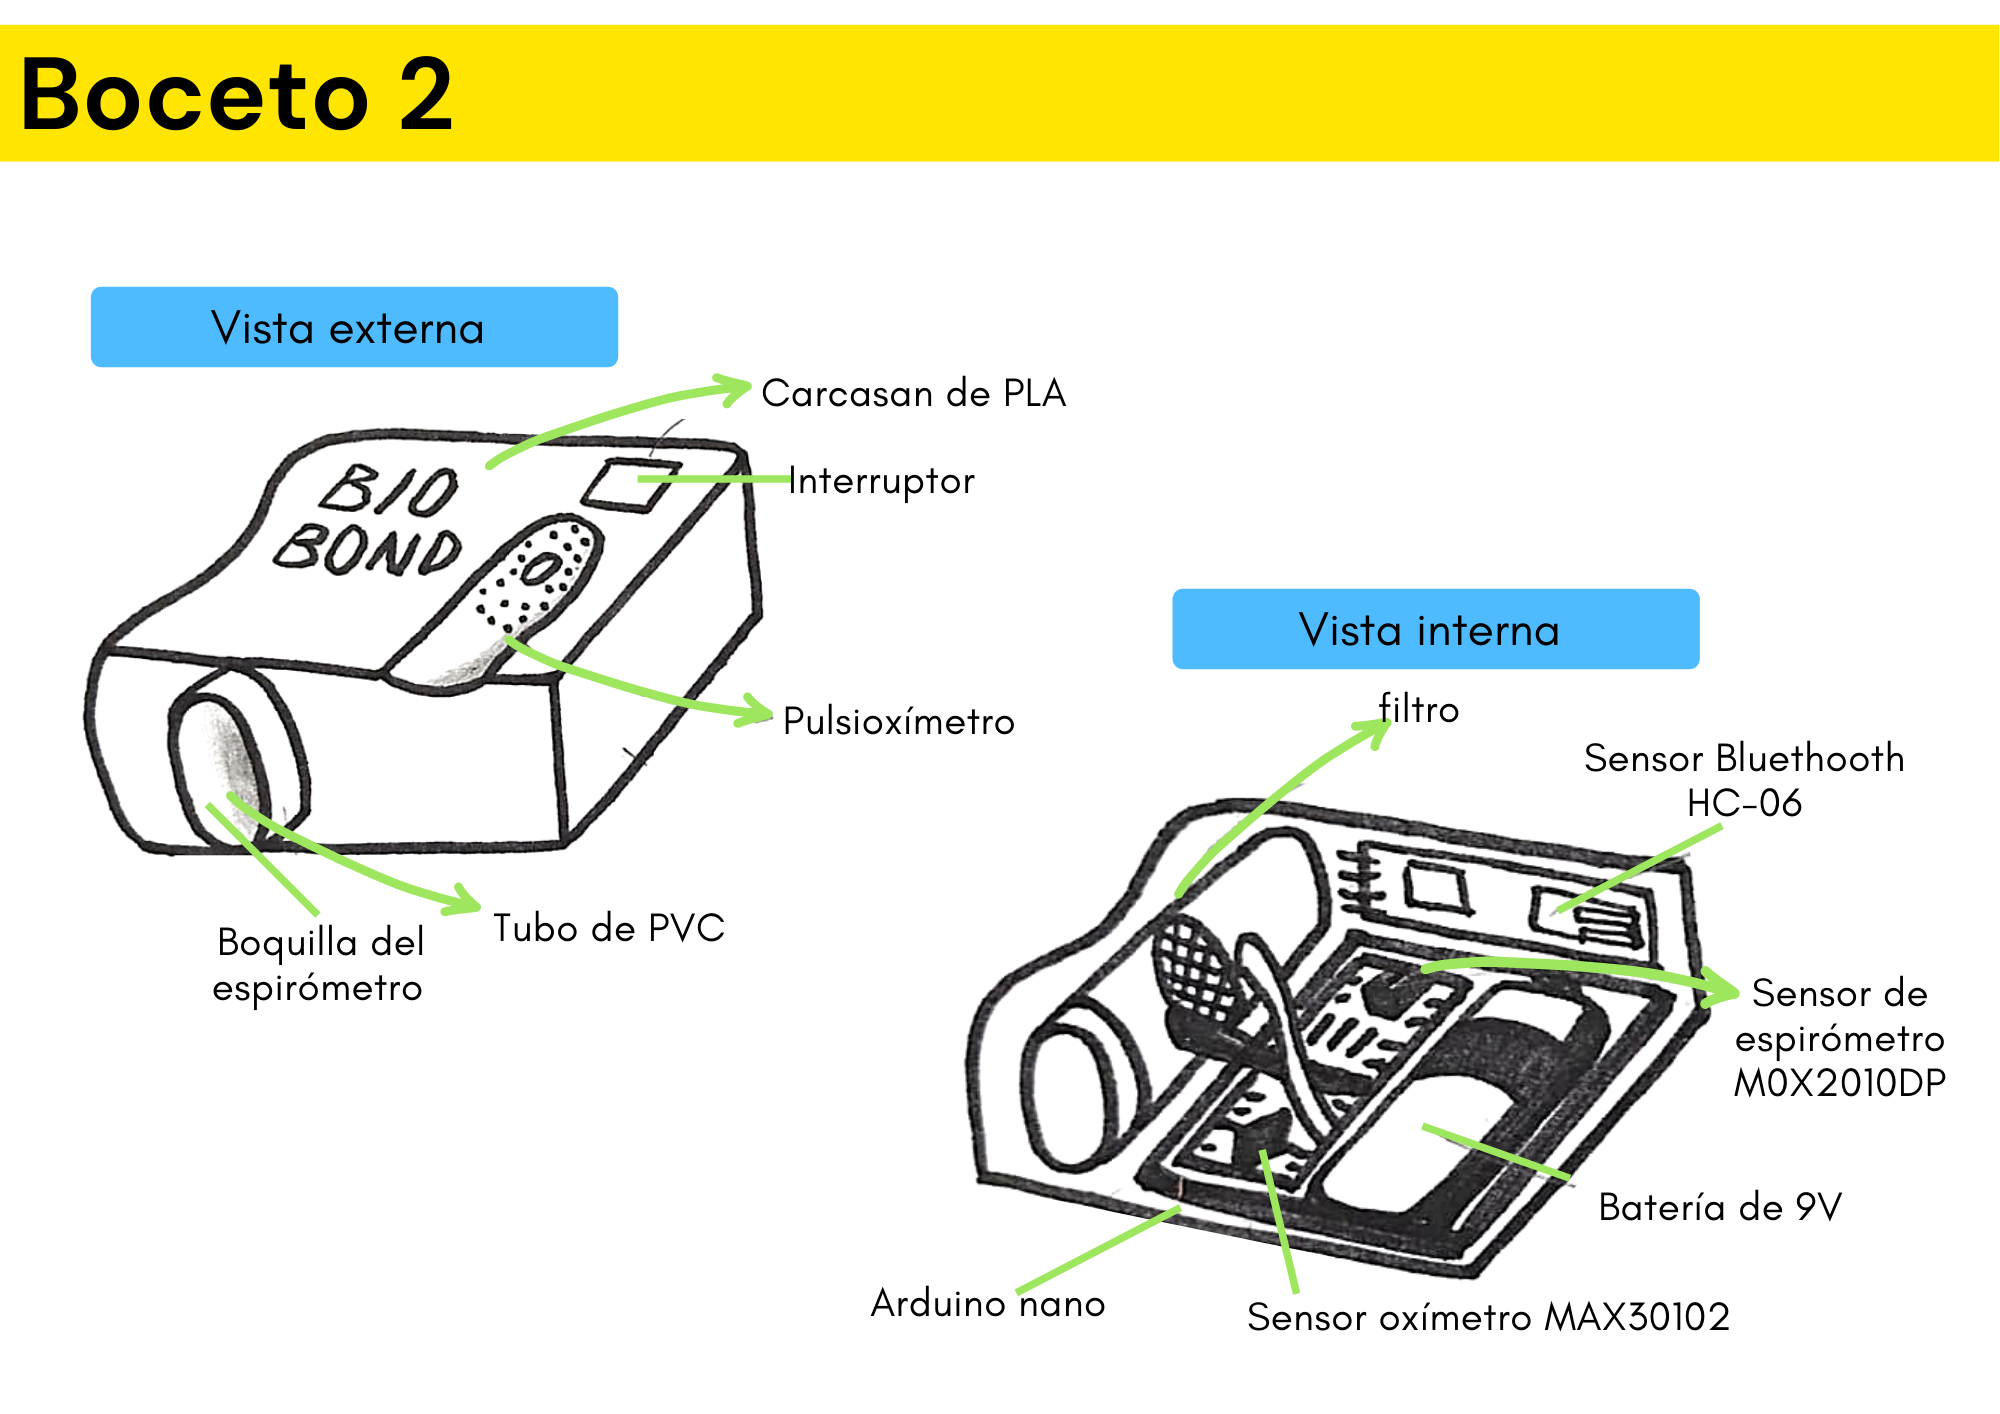 Boceto 2
Vista externa
Carcasan de PLA
Interruptor
BIO
BOND
Pulsioxímetro
Boquilla del
espirómetro
Tubo de PVC
Vista interna
filtro
Sensor Bluethooth
HC-06
Sensor de
espirómetro
M0X2010DP
Batería de 9V
Arduino nano
Sensor oxímetro MAX30102